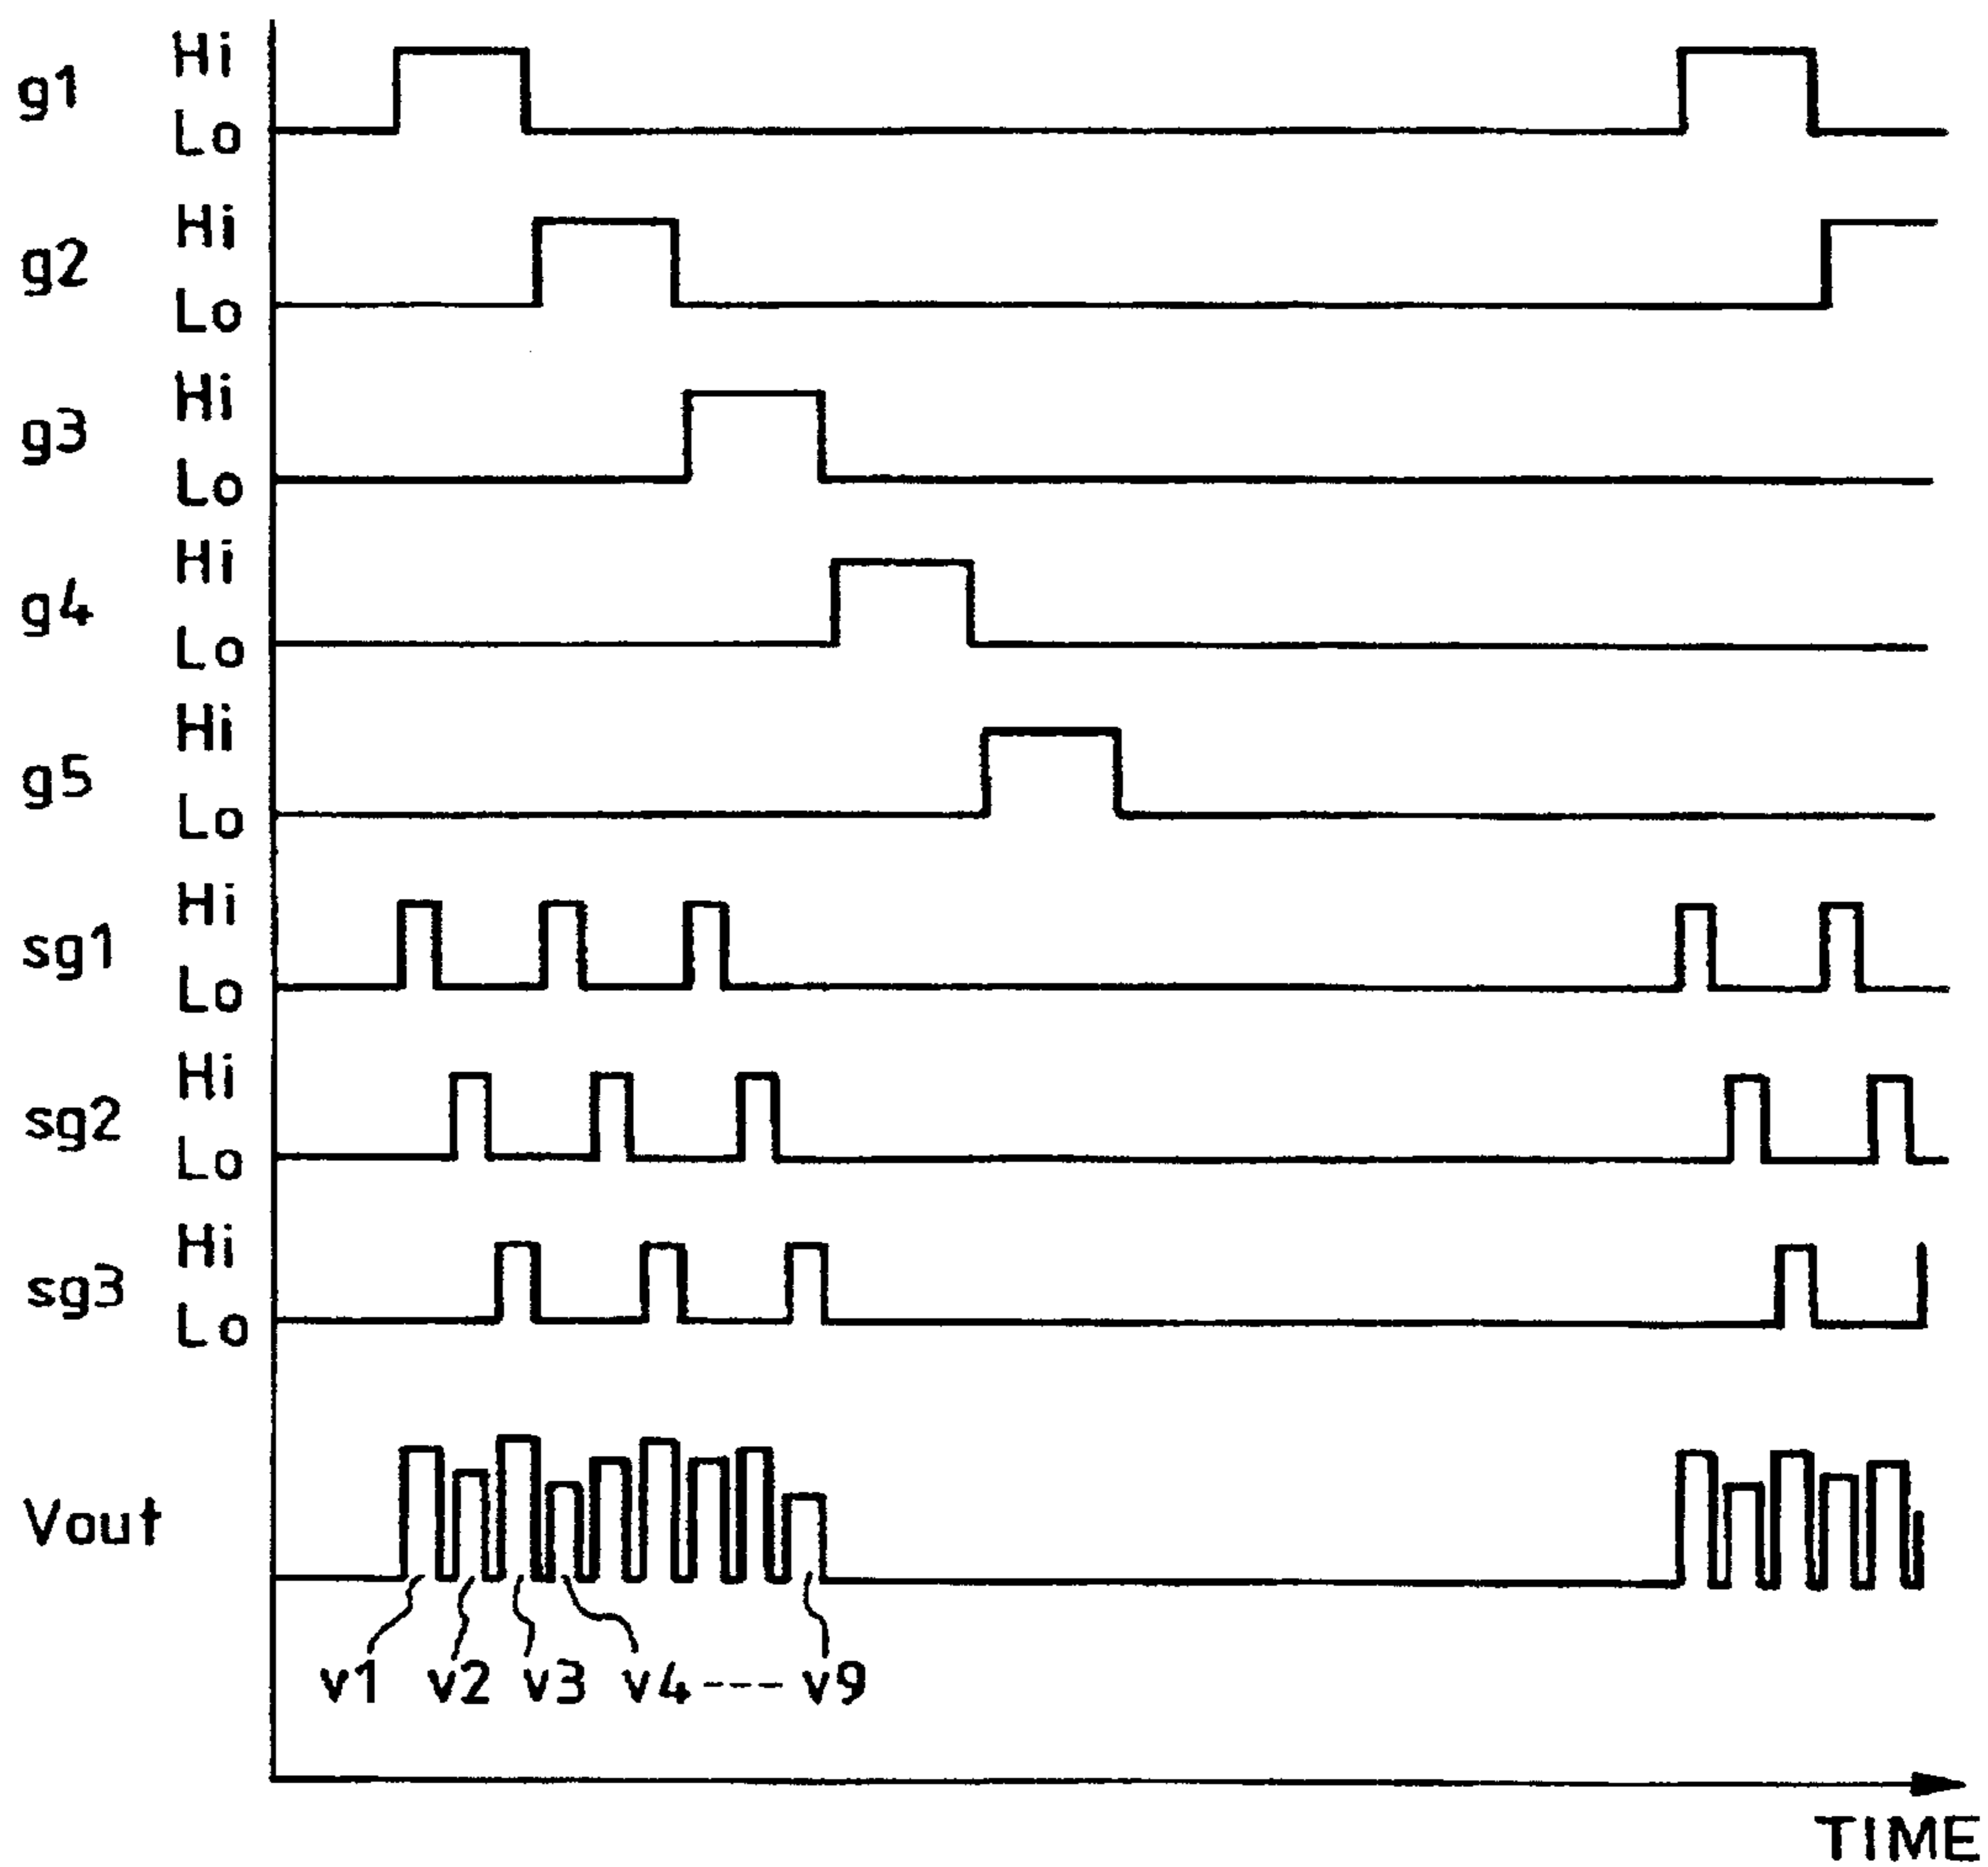 g1 Hi
Lo
g2 Hi
Lo
g3 Hi
Lo
g4 Hi
Lo
g5 Hi
Lo
sg1 Hi
Lo
sg2 Hi
Lo
sg3 Hi
Lo
Vout
v1 v2 v3 v4 --- v9
TIME